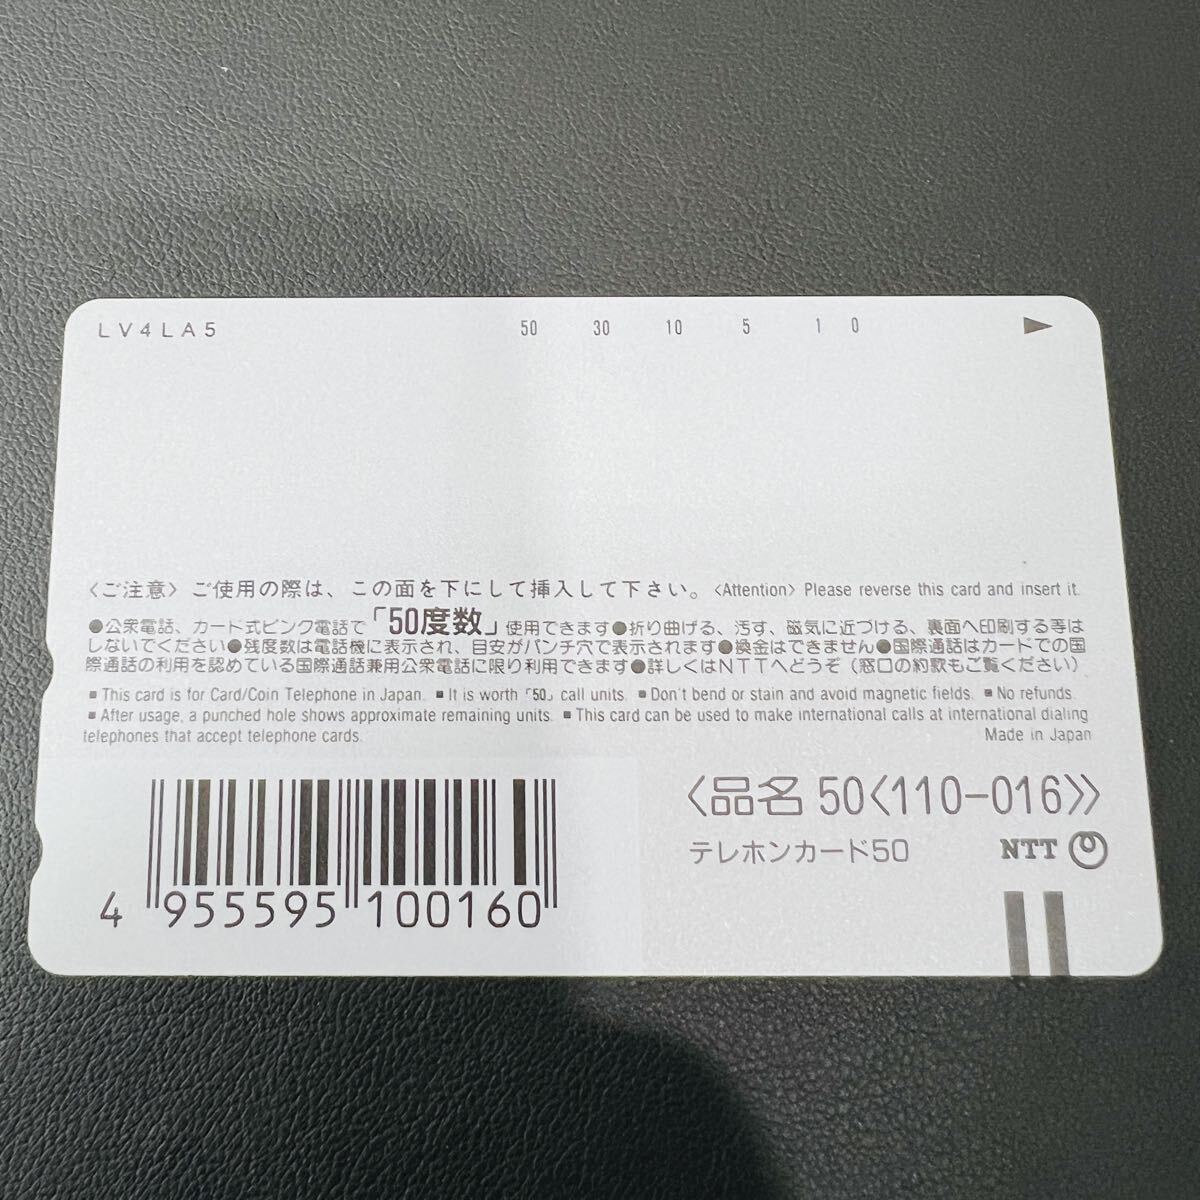 LV4LA5 50 30 10 5 1 0
〈ご注意〉ご使用の際は、この面を下にして挿入して下さい。〈Attention〉Please reverse this card and insert it.
●公衆電話、カード式ピンク電話で「50度数」使用できます●折り曲げる、汚す、磁気に近づける、裏面へ印刷する等は
しないでください●残度数は電話機に表示され、目安がパンチ穴で表示されます●換金はできません●国際通話はカードでの国
際通話の利用を認めている国際通話兼用公衆電話に限り利用できます●詳しくはNTTへどうぞ(窓口の約款もご覧ください)
■This card is for Card/Coin Telephone in Japan. ■It is worth「50」call units. ■Don't bend or stain and avoid magnetic fields. ■No refunds.
■After usage, a punched hole shows approximate remaining units. ■This card can be used to make international calls at international dialing
telephones that accept telephone cards. Made in Japan
〈品名 50〈110-016〉〉
テレホンカード50 NTT
4 955595 100160